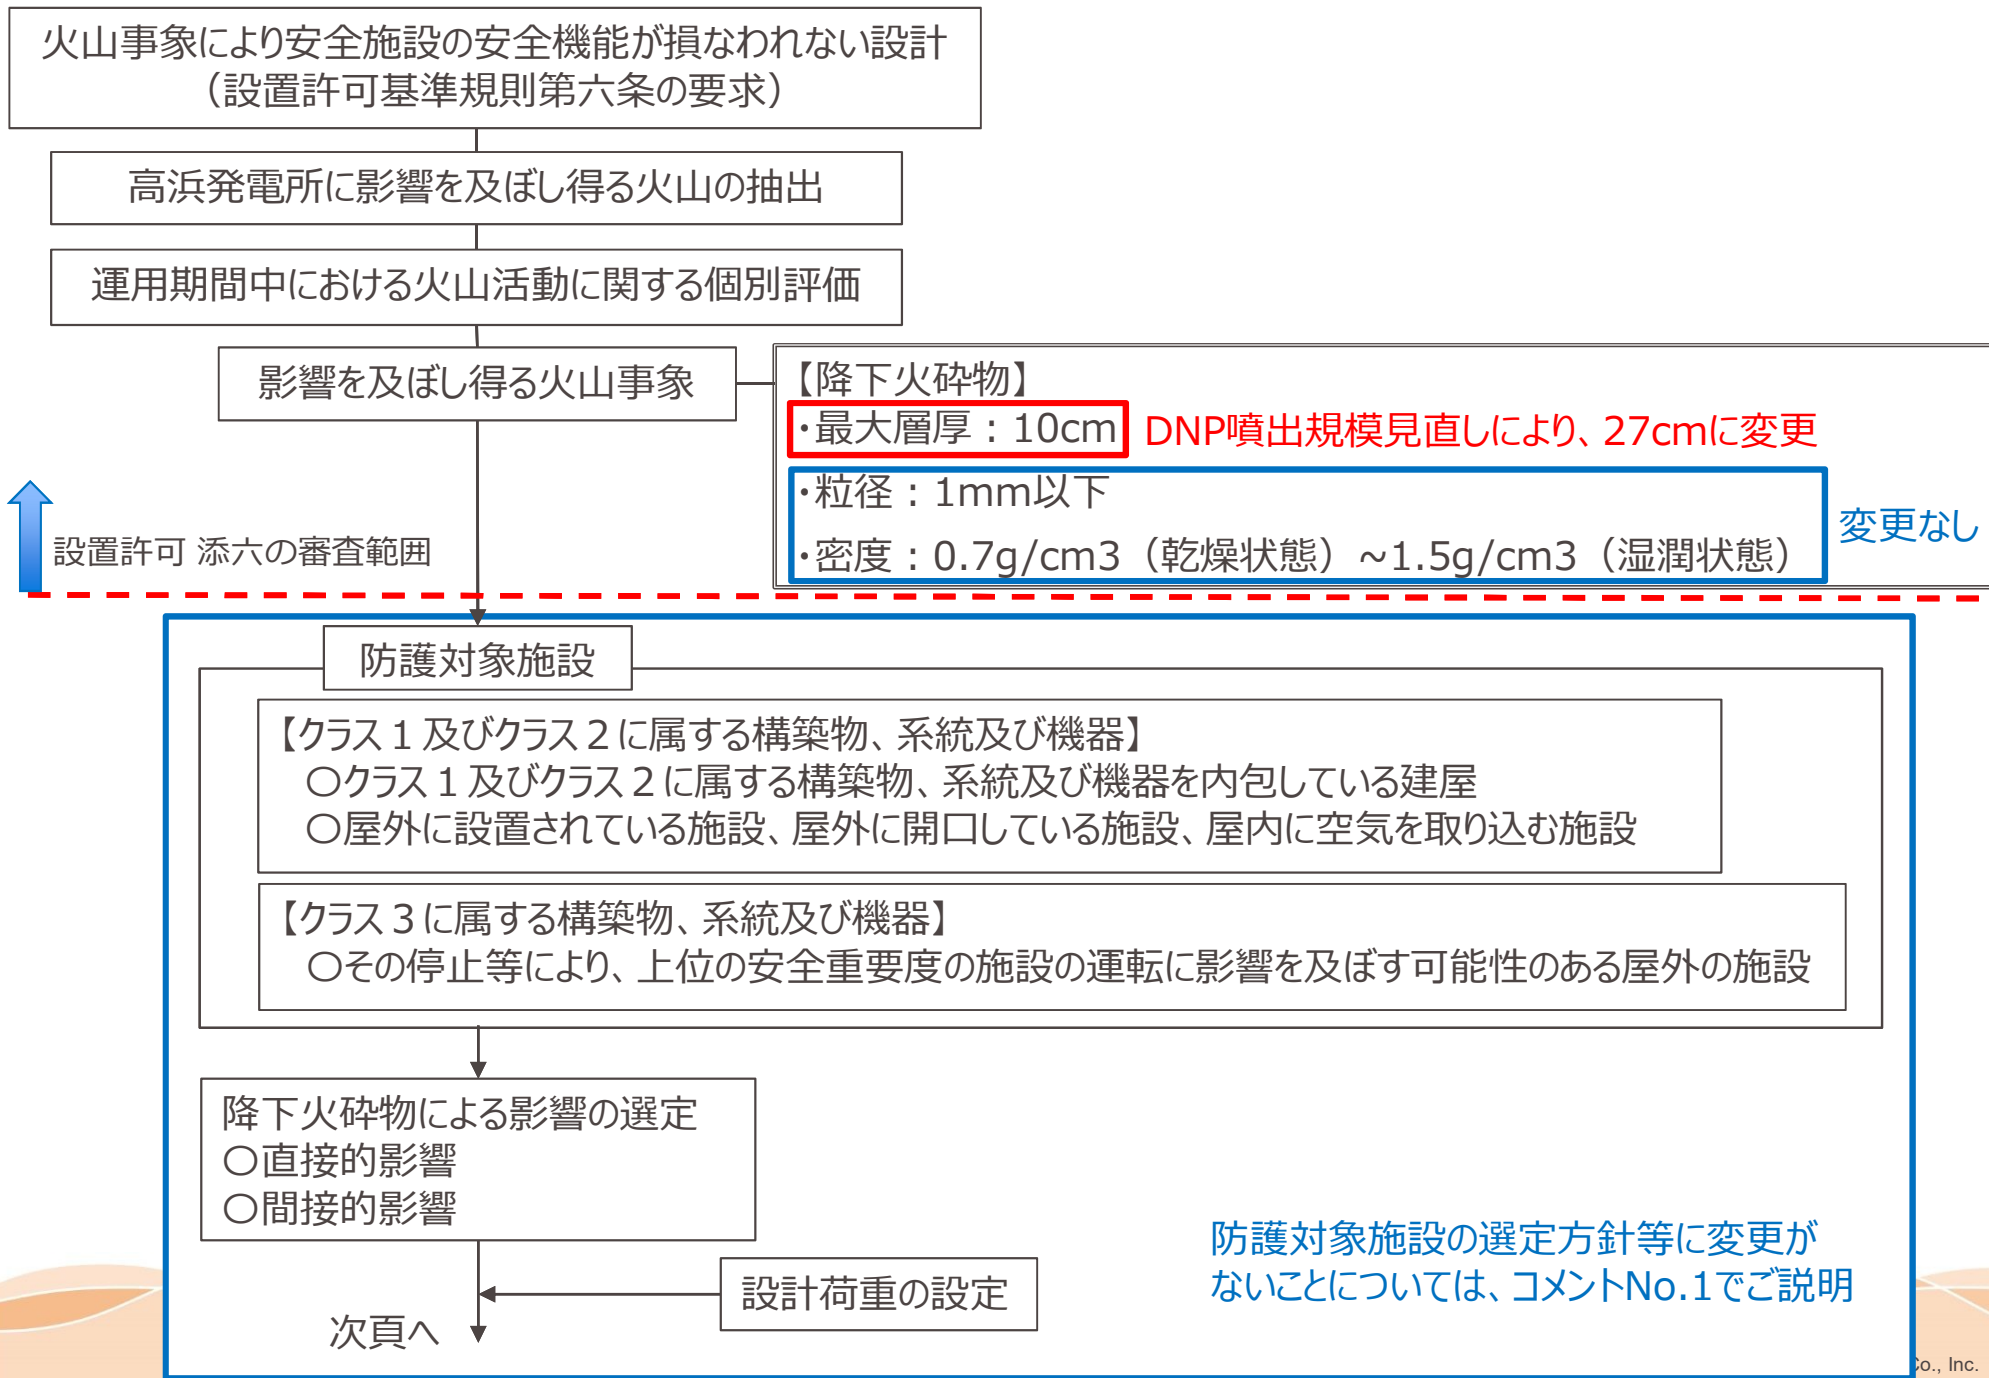 火山事象により安全施設の安全機能が損なわれない設計
（設置許可基準規則第六条の要求）
高浜発電所に影響を及ぼし得る火山の抽出
運用期間中における火山活動に関する個別評価
影響を及ぼし得る火山事象
【降下火砕物】
・最大層厚：10cm
DNP噴出規模見直しにより、27cmに変更
・粒径：1mm以下
・密度：0.7g/cm3（乾燥状態）~1.5g/cm3（湿潤状態）
変更なし
設置許可 添六の審査範囲
防護対象施設
【クラス１及びクラス２に属する構築物、系統及び機器】
○クラス１及びクラス２に属する構築物、系統及び機器を内包している建屋
○屋外に設置されている施設、屋外に開口している施設、屋内に空気を取り込む施設
【クラス３に属する構築物、系統及び機器】
○その停止等により、上位の安全重要度の施設の運転に影響を及ぼす可能性のある屋外の施設
降下火砕物による影響の選定
○直接的影響
○間接的影響
設計荷重の設定
次頁へ
防護対象施設の選定方針等に変更が
ないことについては、コメントNo.1でご説明
Co., Inc.